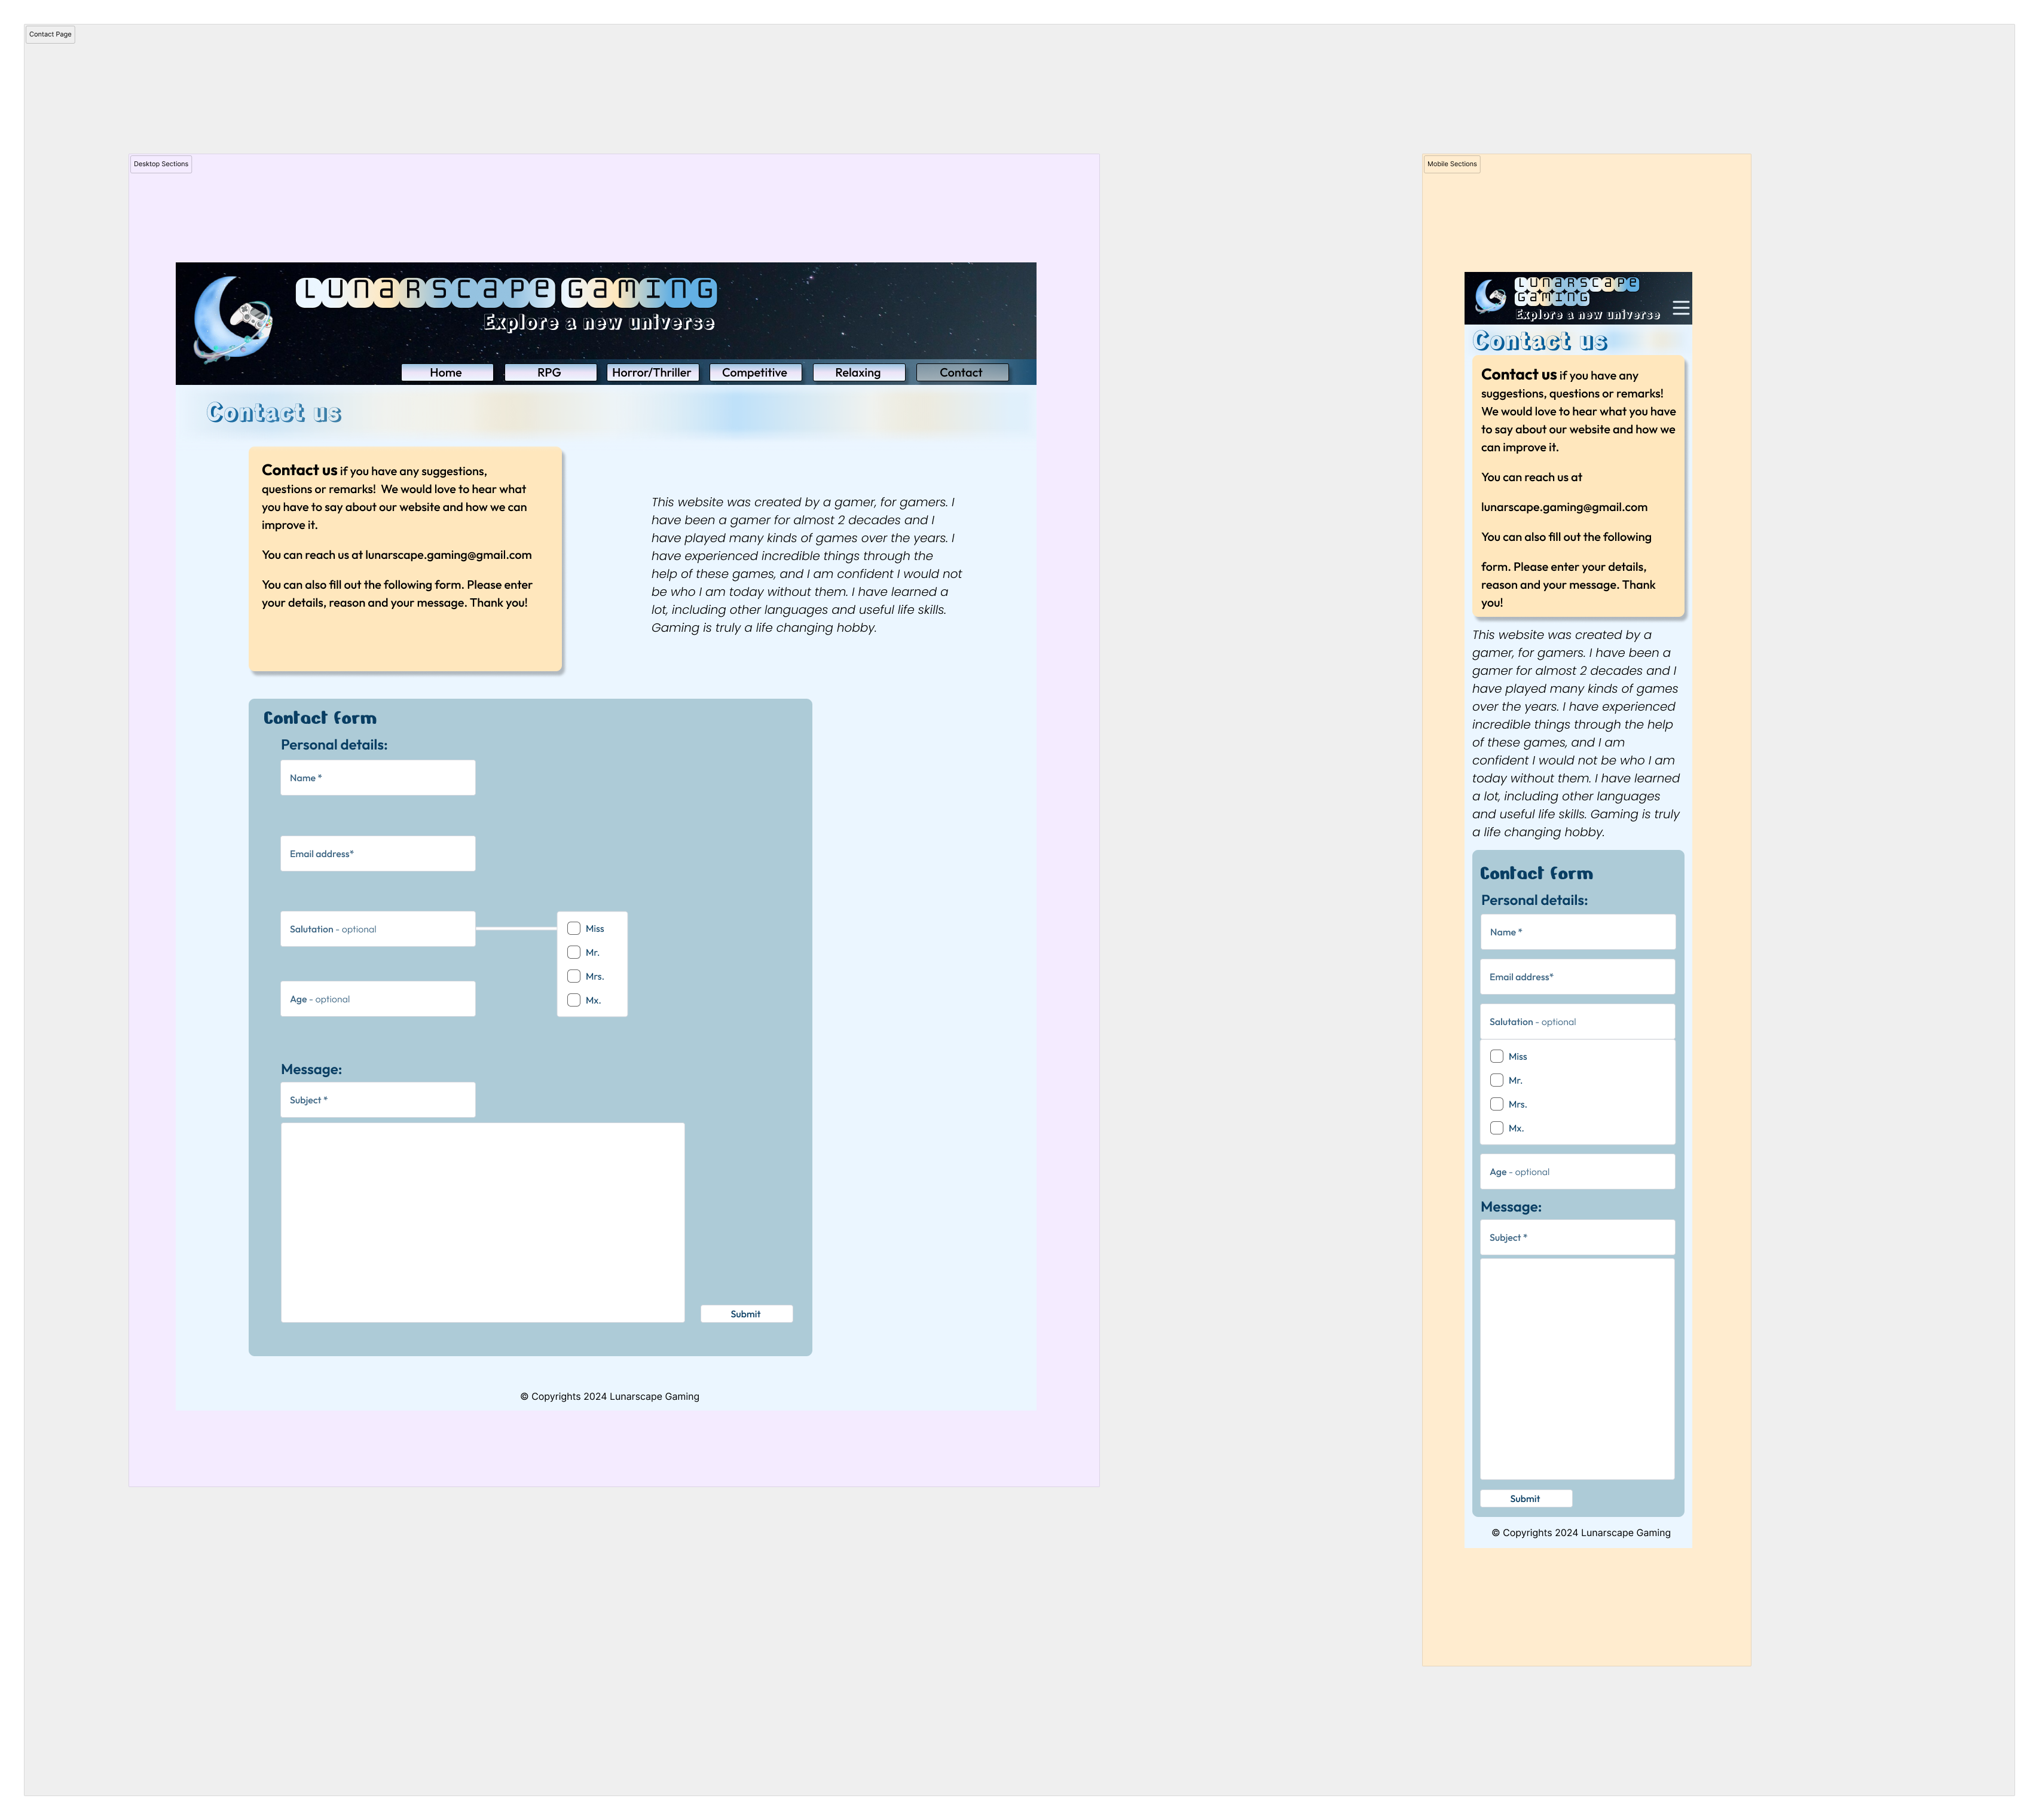 Contact Page
Desktop Sections
LUNARSCAPE GAMING
Explore a new universe
Home
RPG
Horror/Thriller
Competitive
Relaxing
Contact
Contact us
Contact us if you have any suggestions,
questions or remarks!  We would love to hear what
you have to say about our website and how we can
improve it.
You can reach us at lunarscape.gaming@gmail.com
You can also fill out the following form. Please enter
your details, reason and your message. Thank you!
This website was created by a gamer, for gamers. I
have been a gamer for almost 2 decades and I
have played many kinds of games over the years. I
have experienced incredible things through the
help of these games, and I am confident I would not
be who I am today without them. I have learned a
lot, including other languages and useful life skills.
Gaming is truly a life changing hobby.
Contact form
Personal details:
Name *
Email address*
Salutation - optional
Miss
Mr.
Mrs.
Mx.
Age - optional
Message:
Subject *
Submit
© Copyrights 2024 Lunarscape Gaming
Mobile Sections
LUNARSCAPE
GAMING
Explore a new universe
Contact us
Contact us if you have any
suggestions, questions or remarks!
We would love to hear what you have
to say about our website and how we
can improve it.
You can reach us at
lunarscape.gaming@gmail.com
You can also fill out the following
form. Please enter your details,
reason and your message. Thank
you!
This website was created by a
gamer, for gamers. I have been a
gamer for almost 2 decades and I
have played many kinds of games
over the years. I have experienced
incredible things through the help
of these games, and I am
confident I would not be who I am
today without them. I have learned
a lot, including other languages
and useful life skills. Gaming is truly
a life changing hobby.
Contact form
Personal details:
Name *
Email address*
Salutation - optional
Miss
Mr.
Mrs.
Mx.
Age - optional
Message:
Subject *
Submit
© Copyrights 2024 Lunarscape Gaming